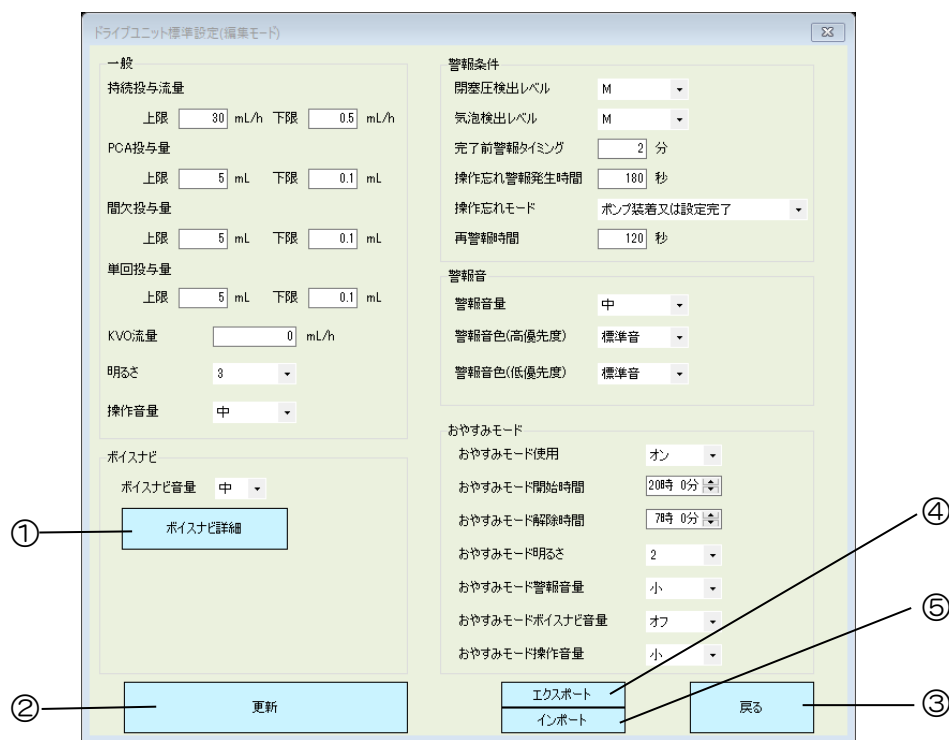 ドライブユニット標準設定(編集モード)
一般
持続投与流量
上限 30 mL/h 下限 0.5 mL/h
PCA投与量
上限 5 mL 下限 0.1 mL
間欠投与量
上限 5 mL 下限 0.1 mL
単回投与量
上限 5 mL 下限 0.1 mL
KVO流量 0 mL/h
明るさ 3
操作音量 中
ボイスナビ
ボイスナビ音量 中
① ボイスナビ詳細
警報条件
閉塞圧検出レベル M
気泡検出レベル M
完了前警報タイミング 2 分
操作忘れ警報発生時間 180 秒
操作忘れモード ポンプ装着又は設定完了
再警報時間 120 秒
警報音
警報音量 中
警報音色(高優先度) 標準音
警報音色(低優先度) 標準音
おやすみモード
おやすみモード使用 オン
おやすみモード開始時間 20時 0分
おやすみモード解除時間 7時 0分
おやすみモード明るさ 2
おやすみモード警報音量 小
おやすみモードボイスナビ音量 オフ
おやすみモード操作音量 小
② 更新
エクスポート ④
インポート ⑤
戻る ③